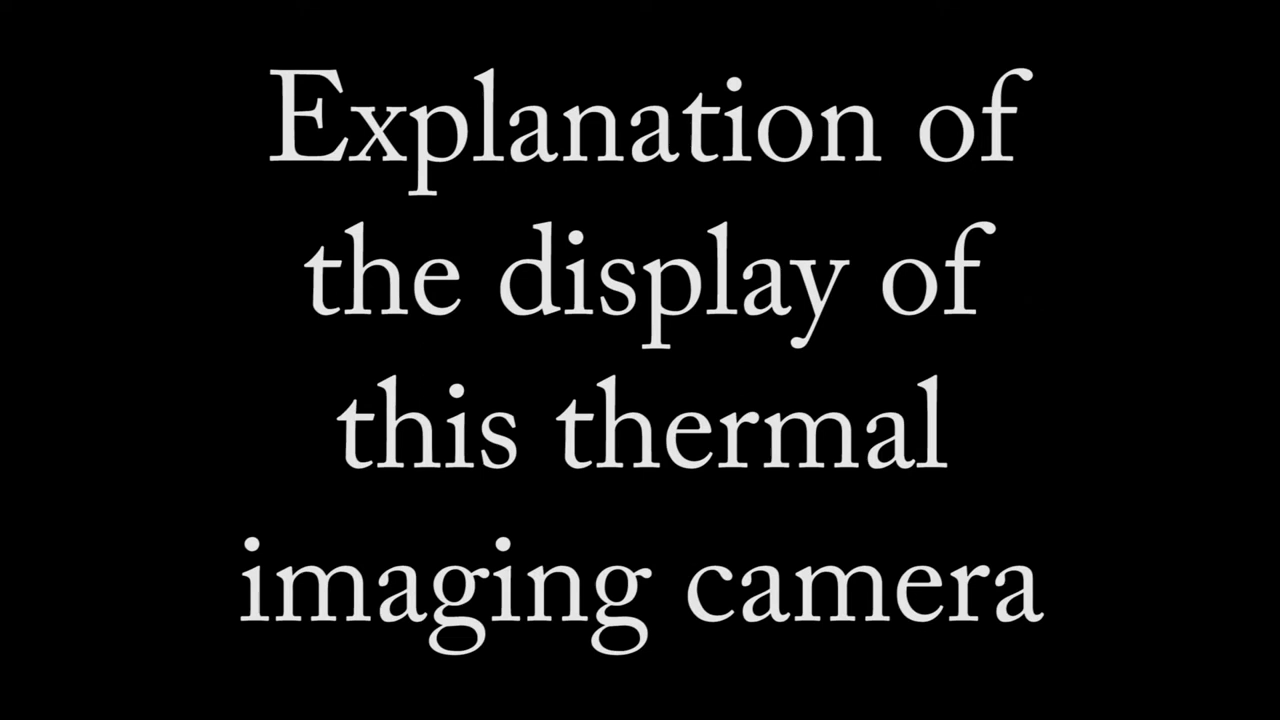 Explanation of
the display of
this thermal
imaging camera